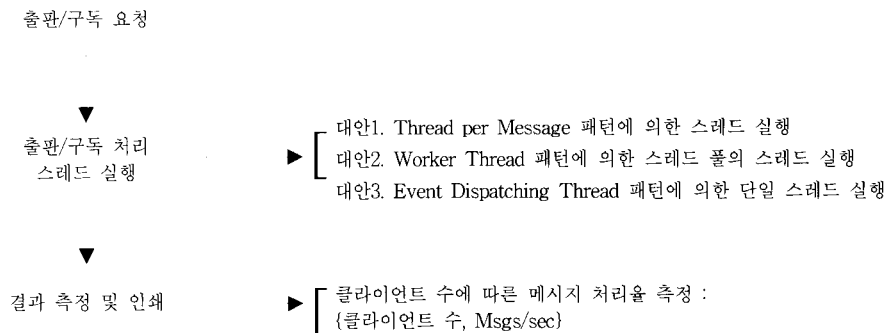 출판/구독 요청
출판/구독 처리
스레드 실행
대안1. Thread per Message 패턴에 의한 스레드 실행
대안2. Worker Thread 패턴에 의한 스레드 풀의 스레드 실행
대안3. Event Dispatching Thread 패턴에 의한 단일 스레드 실행
결과 측정 및 인쇄
클라이언트 수에 따른 메시지 처리율 측정 :
{클라이언트 수, Msgs/sec}